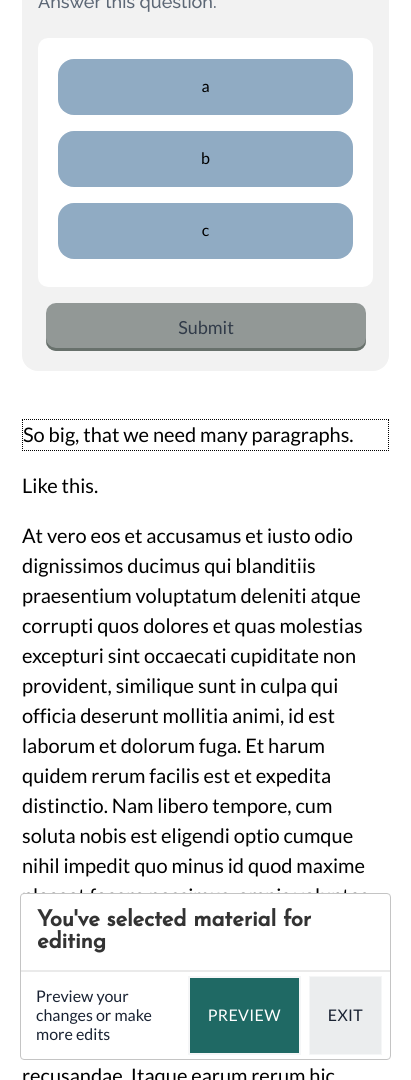 Answer this question.
a
b
c
Submit
So big, that we need many paragraphs.
Like this.
At vero eos et accusamus et iusto odio
dignissimos ducimus qui blanditiis
praesentium voluptatum deleniti atque
corrupti quos dolores et quas molestias
excepturi sint occaecati cupiditate non
provident, similique sunt in culpa qui
officia deserunt mollitia animi, id est
laborum et dolorum fuga. Et harum
quidem rerum facilis est et expedita
distinctio. Nam libero tempore, cum
soluta nobis est eligendi optio cumque
nihil impedit quo minus id quod maxime
You've selected material for
editing
Preview your
changes or make
more edits
PREVIEW
EXIT
recusandae. Itaque earum rerum hic